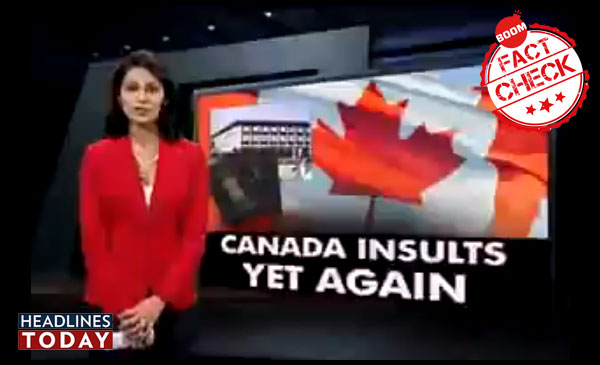 BOOM
FACT
CHECK
CANADA INSULTS
YET AGAIN
HEADLINES
TODAY